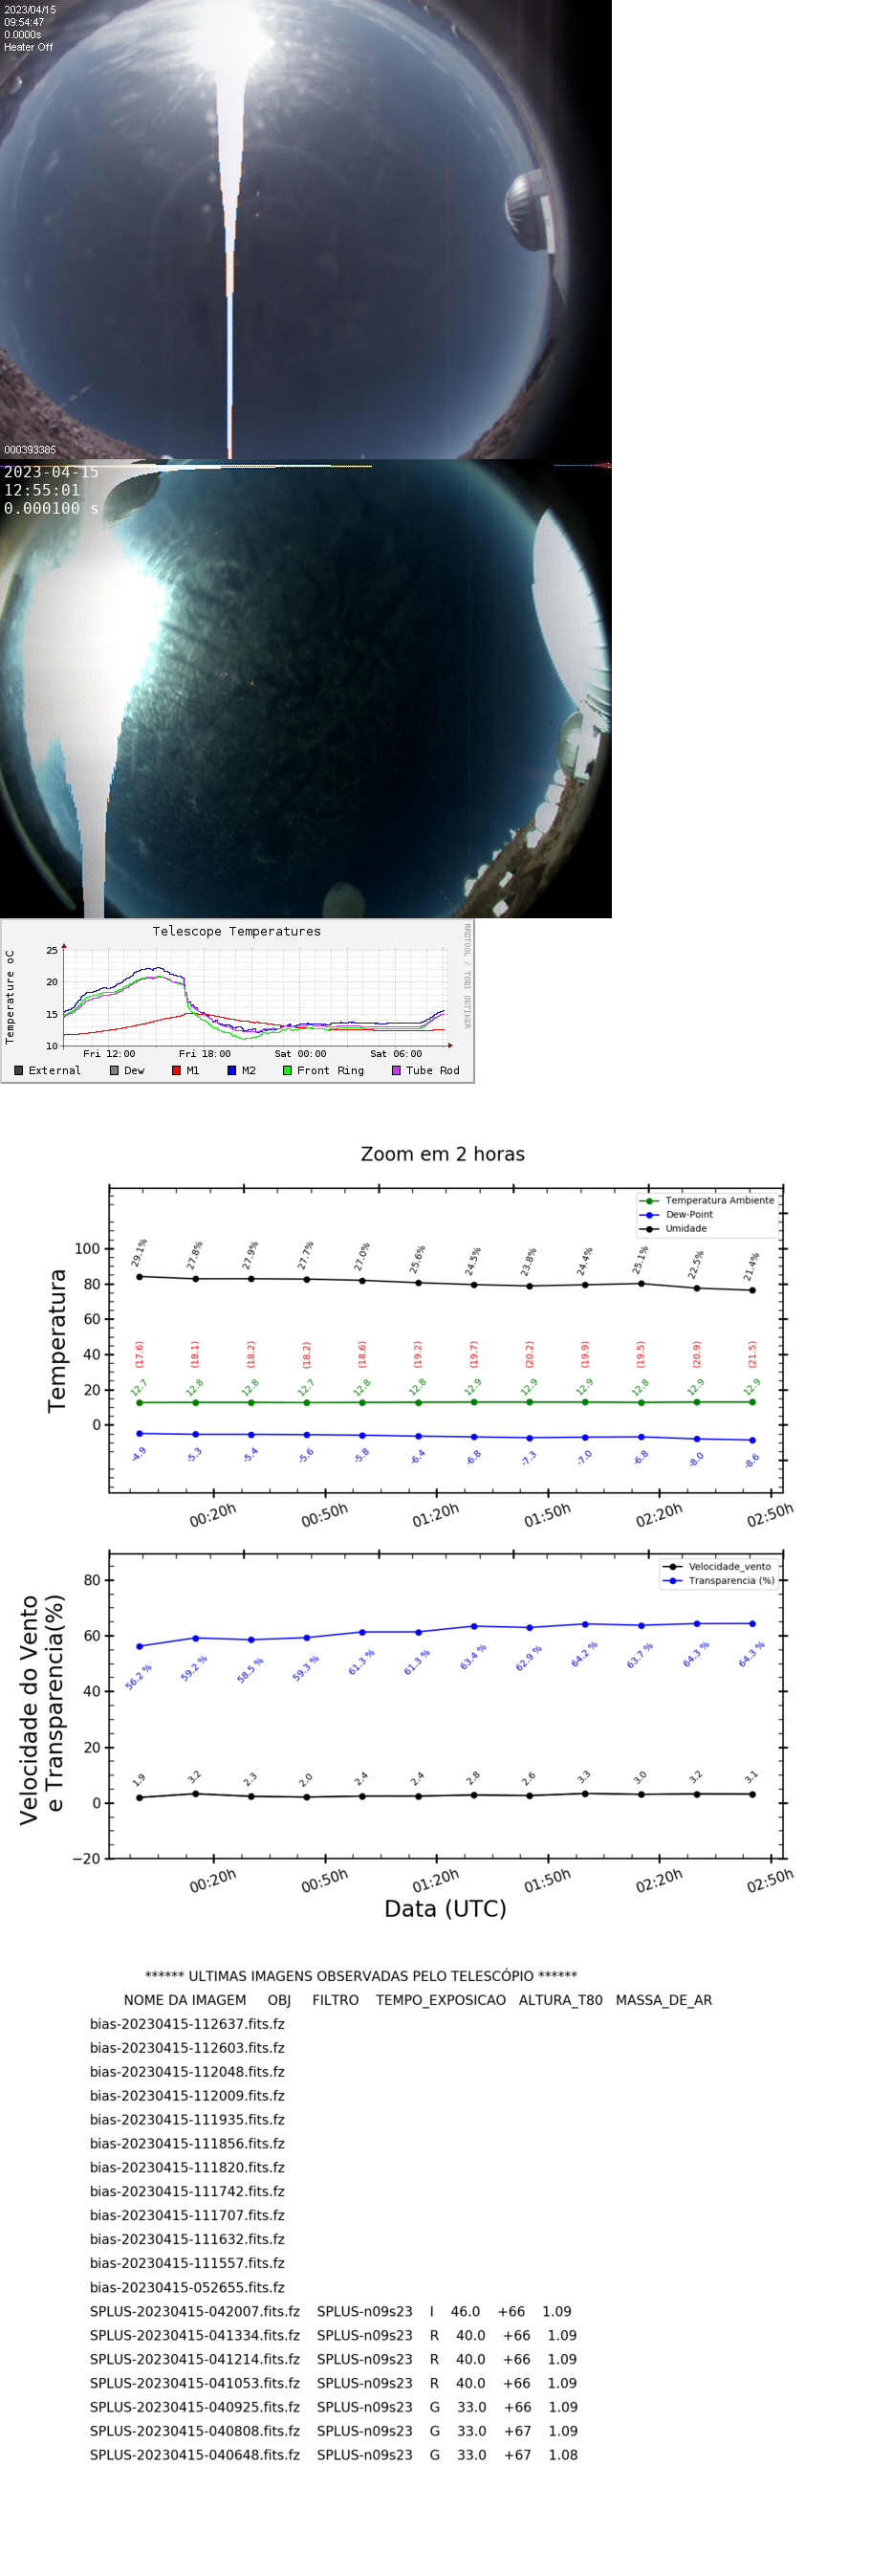 2023/04/15
09:54:47
0.0000s
Heater Off
000393385
2023-04-15
12:55:01
0.000100 s
Telescope Temperatures
RRDTOOL / TOBI OETIKER
Temperature oC
25
20
15
10
Fri 12:00 Fri 18:00 Sat 00:00 Sat 06:00
External Dew M1 M2 Front Ring Tube Rod
Zoom em 2 horas
Temperatura Ambiente
Dew-Point
Umidade
Temperatura
100
80
60
40
20
0
29.1% 27.8% 27.9% 27.7% 27.0% 25.6% 24.5% 23.8% 24.4% 25.1% 22.5% 21.4%
(17.6) (18.1) (18.2) (18.2) (18.6) (19.2) (19.7) (20.2) (19.9) (19.5) (20.9) (21.5)
12.7 12.8 12.8 12.7 12.8 12.8 12.9 12.9 12.9 12.8 12.9 12.9
-4.9 -5.3 -5.4 -5.6 -5.8 -6.4 -6.8 -7.3 -7.0 -6.8 -8.0 -8.6
00:20h 00:50h 01:20h 01:50h 02:20h 02:50h
Velocidade_vento
Transparencia (%)
Velocidade do Vento
e Transparencia(%)
80
60
40
20
0
−20
56.2 % 59.2 % 58.5 % 59.3 % 61.3 % 61.3 % 63.4 % 62.9 % 64.2 % 63.7 % 64.3 % 64.3 %
1.9 3.2 2.3 2.0 2.4 2.4 2.8 2.6 3.3 3.0 3.2 3.1
00:20h 00:50h 01:20h 01:50h 02:20h 02:50h
Data (UTC)
****** ULTIMAS IMAGENS OBSERVADAS PELO TELESCÓPIO ******
NOME DA IMAGEM OBJ FILTRO TEMPO_EXPOSICAO ALTURA_T80 MASSA_DE_AR
bias-20230415-112637.fits.fz
bias-20230415-112603.fits.fz
bias-20230415-112048.fits.fz
bias-20230415-112009.fits.fz
bias-20230415-111935.fits.fz
bias-20230415-111856.fits.fz
bias-20230415-111820.fits.fz
bias-20230415-111742.fits.fz
bias-20230415-111707.fits.fz
bias-20230415-111632.fits.fz
bias-20230415-111557.fits.fz
bias-20230415-052655.fits.fz
SPLUS-20230415-042007.fits.fz SPLUS-n09s23 I 46.0 +66 1.09
SPLUS-20230415-041334.fits.fz SPLUS-n09s23 R 40.0 +66 1.09
SPLUS-20230415-041214.fits.fz SPLUS-n09s23 R 40.0 +66 1.09
SPLUS-20230415-041053.fits.fz SPLUS-n09s23 R 40.0 +66 1.09
SPLUS-20230415-040925.fits.fz SPLUS-n09s23 G 33.0 +66 1.09
SPLUS-20230415-040808.fits.fz SPLUS-n09s23 G 33.0 +67 1.09
SPLUS-20230415-040648.fits.fz SPLUS-n09s23 G 33.0 +67 1.08